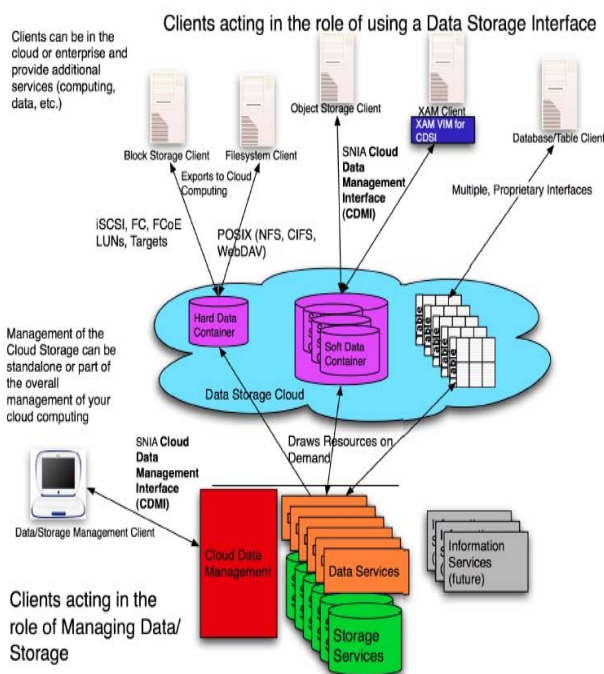 Clients acting in the role of using a Data Storage Interface
Clients can be in the
cloud or enterprise and
provide additional
services (computing,
data, etc.)
Object Storage Client
XAM Client
XAM VIM for
CDSI
Block Storage Client
Filesystem Client
Database/Table Client
Exports to Cloud
Computing
SNIA Cloud
Data
Management
Interface
(CDMI)
Multiple, Proprietary Interfaces
iSCSI, FC, FCoE
LUNs, Targets
POSIX (NFS, CIFS,
WebDAV)
Hard Data
Container
Soft Data
Container
able
able
able
able
able
Management of the
Cloud Storage can be
standalone or part of
the overall
management of your
cloud computing
Data Storage Cloud
SNIA Cloud
Data
Management
Interface
(CDMI)
Draws Resources on
Demand
Data/Storage Management Client
Cloud Data
Management
Data Services
Information
Services
(future)
Storage
Services
Clients acting in the
role of Managing Data/
Storage